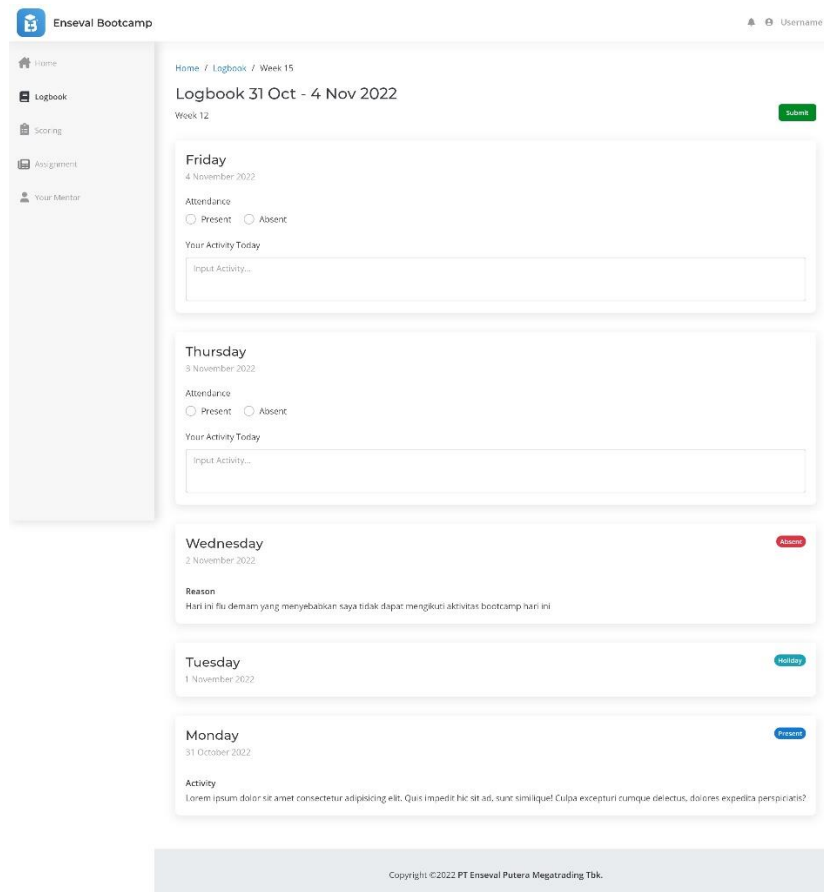 Enseval Bootcamp
Username
Home
Logbook
Scoring
Assignment
Your Mentor
Home / Logbook / Week 15
Logbook 31 Oct - 4 Nov 2022
Week 12
Submit
Friday
4 November 2022
Attendance
Present Absent
Your Activity Today
Input Activity...
Thursday
3 November 2022
Attendance
Present Absent
Your Activity Today
Input Activity...
Wednesday
Absent
2 November 2022
Reason
Hari ini flu demam yang menyebabkan saya tidak dapat mengikuti aktivitas bootcamp hari ini
Tuesday
Holiday
1 November 2022
Monday
Present
31 October 2022
Activity
Lorem ipsum dolor sit amet consectetur adipisicing elit. Quis impedit hic sit ad, sunt similique! Culpa excepturi cumque delectus, dolores expedita perspiciatis?
Copyright ©2022 PT Enseval Putera Megatrading Tbk.